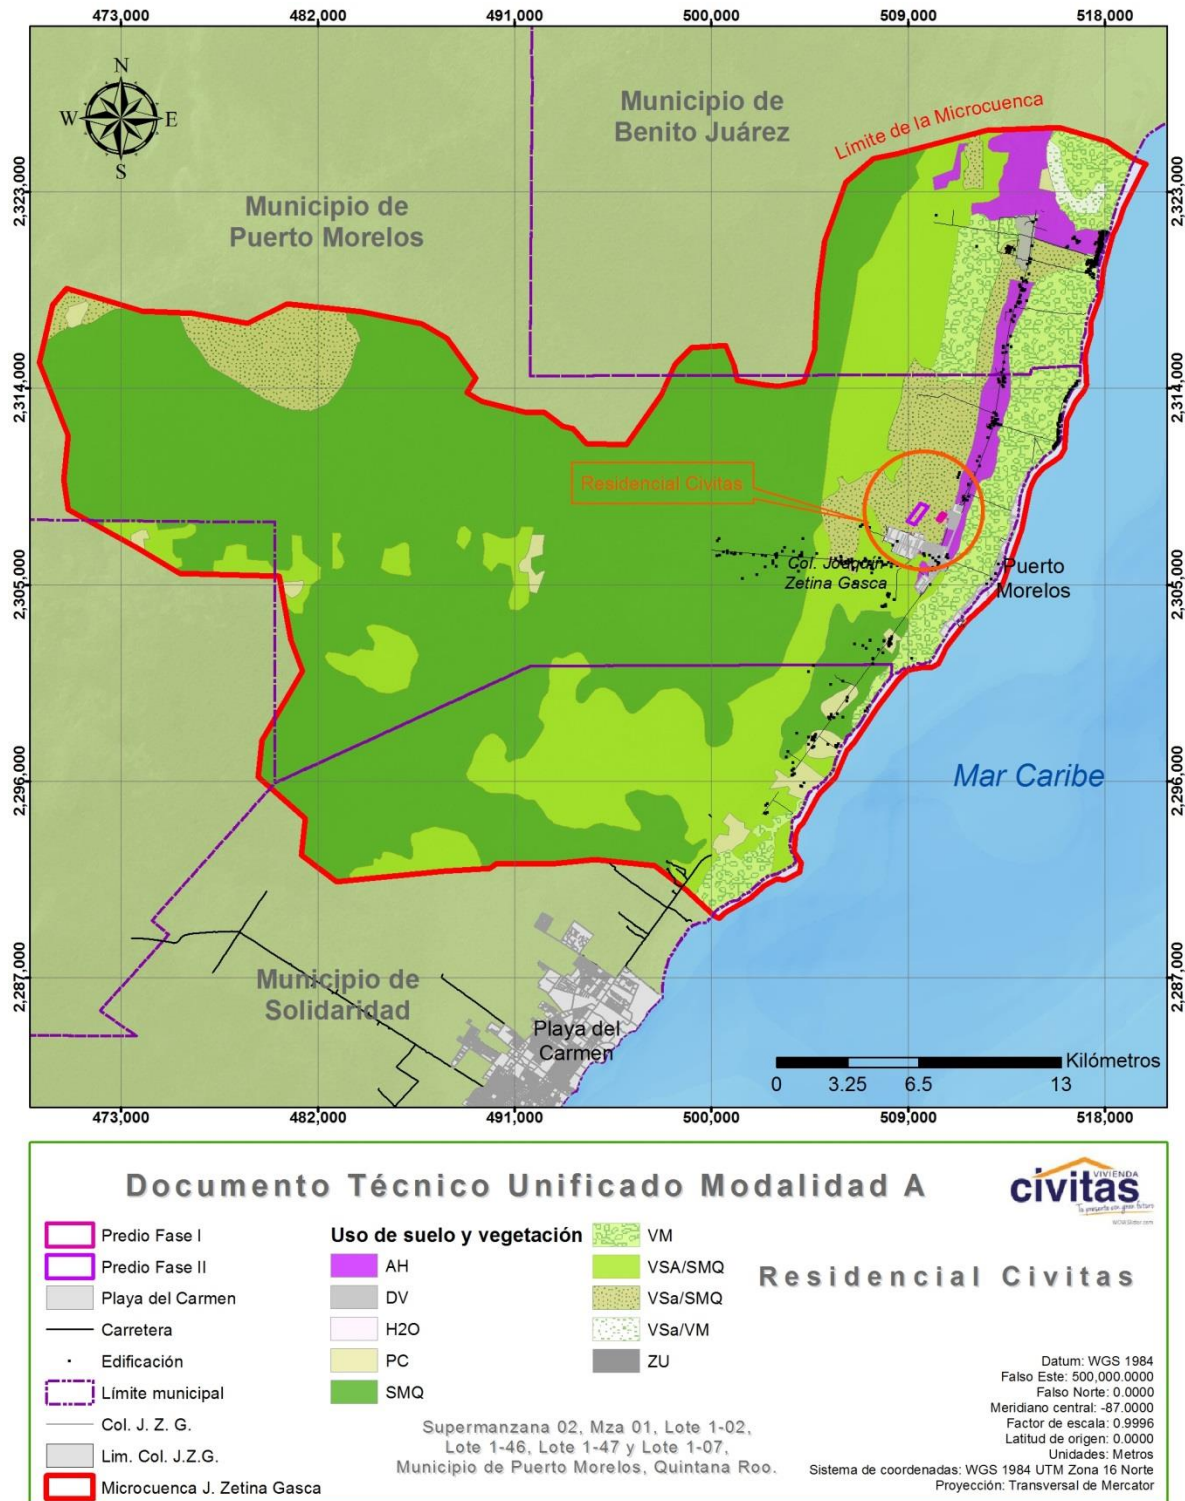 473,000 482,000 491,000 500,000 509,000 518,000
N
W E
S
Municipio de
Benito Juárez
Límite de la Microcuenca
2,323,000 2,323,000
Municipio de
Puerto Morelos
2,314,000 2,314,000
Residencial Civitas
Col. Joaquin
Zetina Gasca
Puerto
Morelos
2,305,000 2,305,000
2,296,000 2,296,000
Mar Caribe
2,287,000 2,287,000
Municipio de
Solidaridad
Playa del
Carmen
Kilómetros
0 3.25 6.5 13
473,000 482,000 491,000 500,000 509,000 518,000
Documento Técnico Unificado Modalidad A
VIVIENDA
civitas
Tu presente con gran futuro
Predio Fase I
Predio Fase II
Playa del Carmen
Carretera
Edificación
Límite municipal
Col. J. Z. G.
Lim. Col. J.Z.G.
Microcuenca J. Zetina Gasca
Uso de suelo y vegetación
AH
DV
H2O
PC
SMQ
VM
VSA/SMQ
VSa/SMQ
VSa/VM
ZU
Residencial Civitas
Supermanzana 02, Mza 01, Lote 1-02,
Lote 1-46, Lote 1-47 y Lote 1-07,
Municipio de Puerto Morelos, Quintana Roo.
Datum: WGS 1984
Falso Este: 500,000.0000
Falso Norte: 0.0000
Meridiano central: -87.0000
Factor de escala: 0.9996
Latitud de origen: 0.0000
Unidades: Metros
Sistema de coordenadas: WGS 1984 UTM Zona 16 Norte
Proyección: Transversal de Mercator